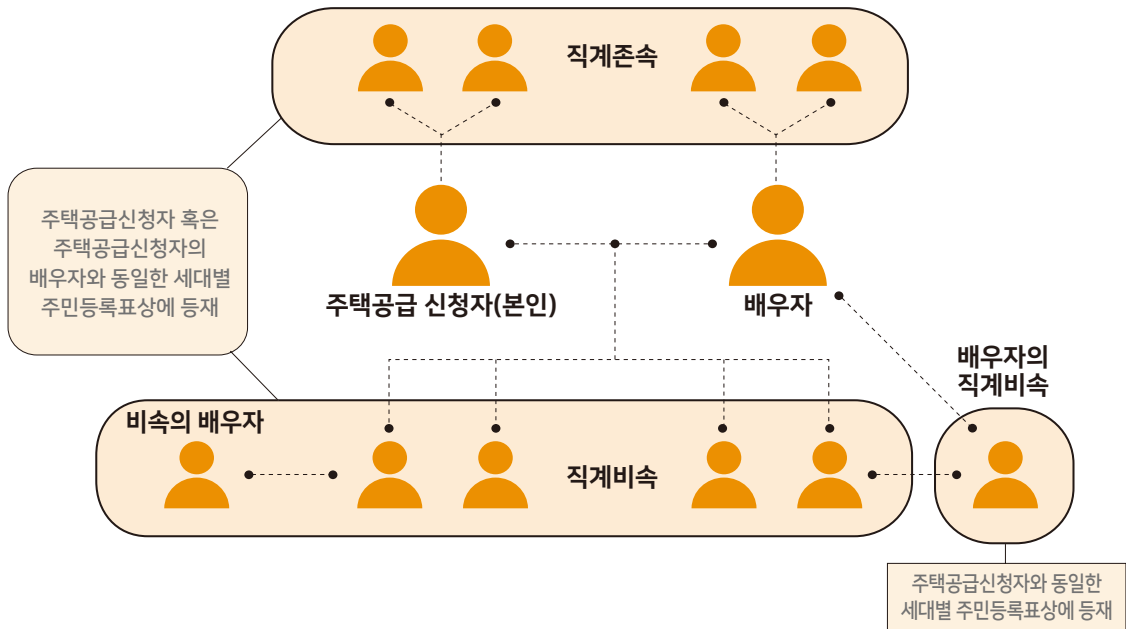 직계존속
주택공급신청자 혹은
주택공급신청자의
배우자와 동일한 세대별
주민등록표상에 등재
주택공급 신청자(본인)
배우자
배우자의
직계비속
비속의 배우자
직계비속
주택공급신청자와 동일한
세대별 주민등록표상에 등재